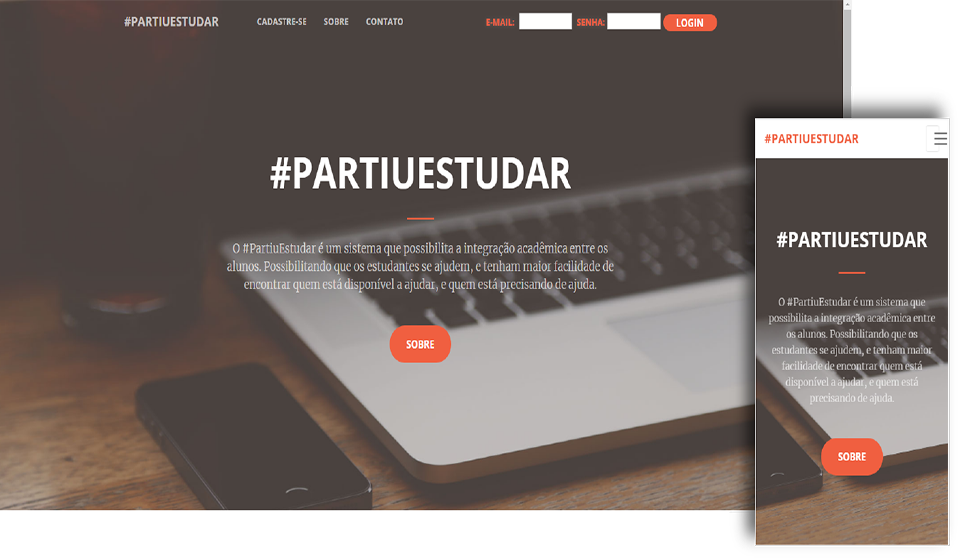 #PARTIUESTUDAR CADASTRE-SE SOBRE CONTATO E-MAIL: SENHA: LOGIN
#PARTIUESTUDAR
O #PartiuEstudar é um sistema que possibilita a integração acadêmica entre os
alunos. Possibilitando que os estudantes se ajudem, e tenham maior facilidade de
encontrar quem está disponível a ajudar, e quem está precisando de ajuda.
SOBRE
#PARTIUESTUDAR
#PARTIUESTUDAR
O #PartiuEstudar é um sistema que
possibilita a integração acadêmica entre
os alunos. Possibilitando que os
estudantes se ajudem, e tenham maior
facilidade de encontrar quem está
disponível a ajudar, e quem está
precisando de ajuda.
SOBRE